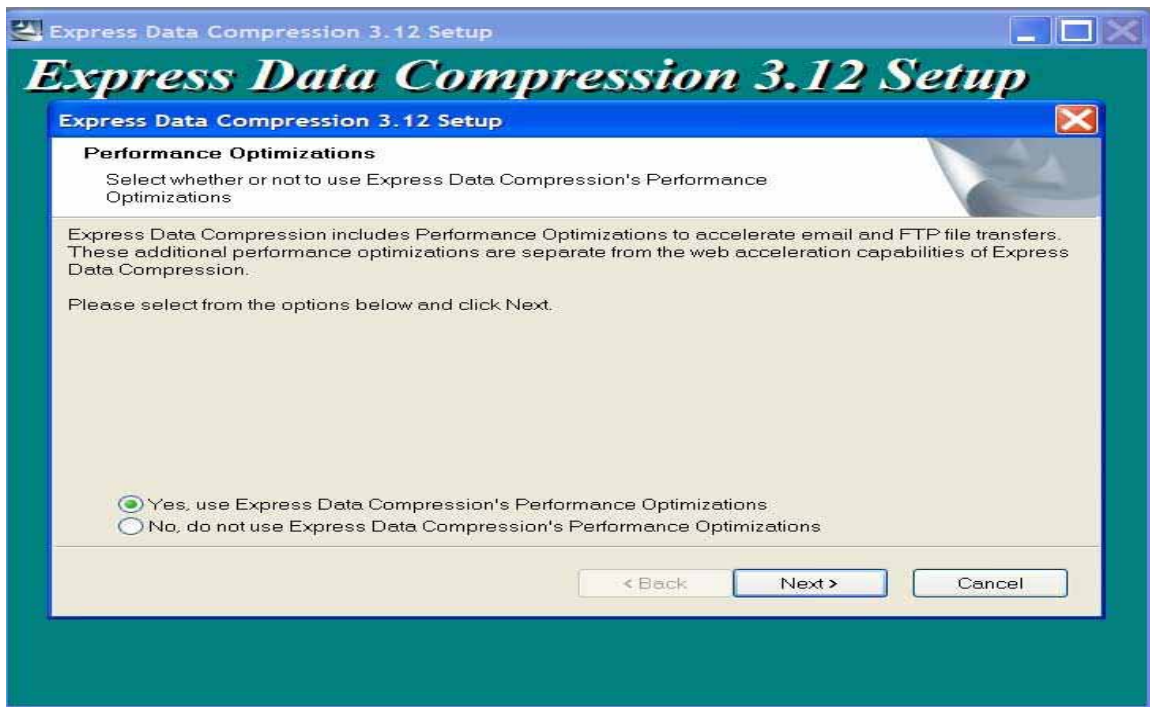 Express Data Compression 3.12 Setup
Express Data Compression 3.12 Setup
Express Data Compression 3.12 Setup
Performance Optimizations
Select whether or not to use Express Data Compression's Performance
Optimizations
Express Data Compression includes Performance Optimizations to accelerate email and FTP file transfers.
These additional performance optimizations are separate from the web acceleration capabilities of Express
Data Compression.
Please select from the options below and click Next.
Yes, use Express Data Compression's Performance Optimizations
No, do not use Express Data Compression's Performance Optimizations
< Back
Next >
Cancel